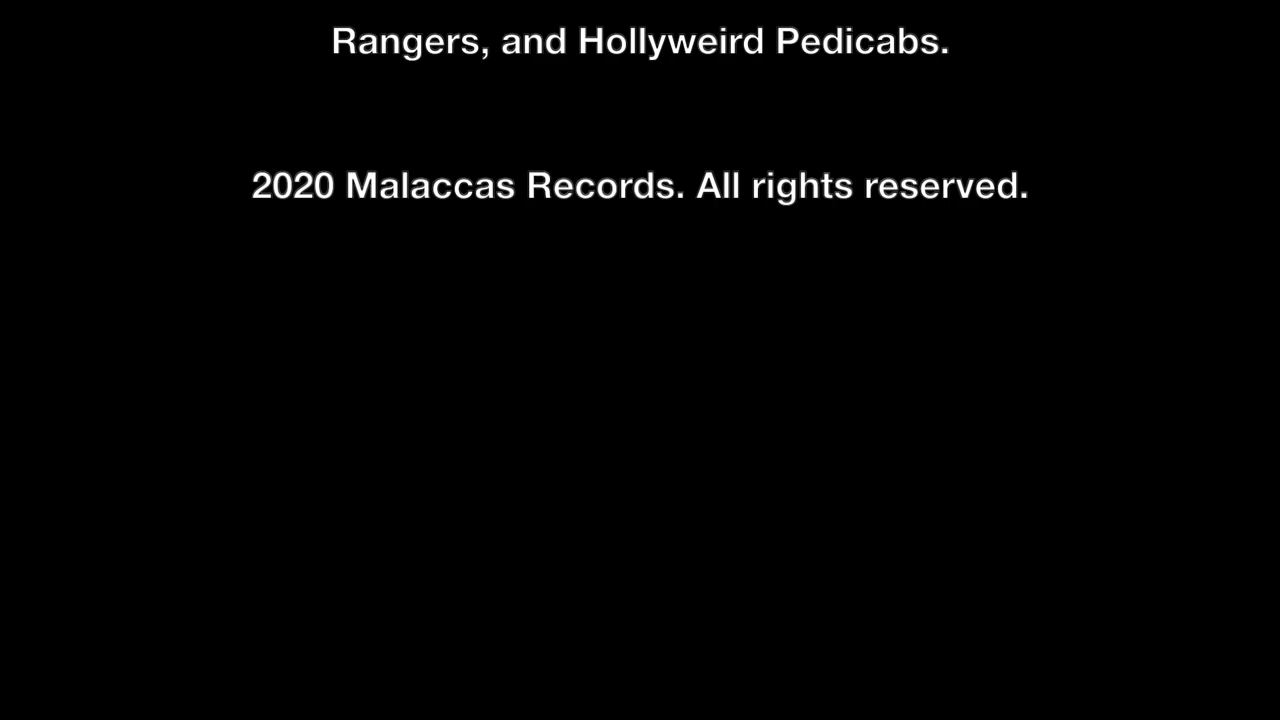 Rangers, and Hollyweird Pedicabs.
2020 Malaccas Records. All rights reserved.